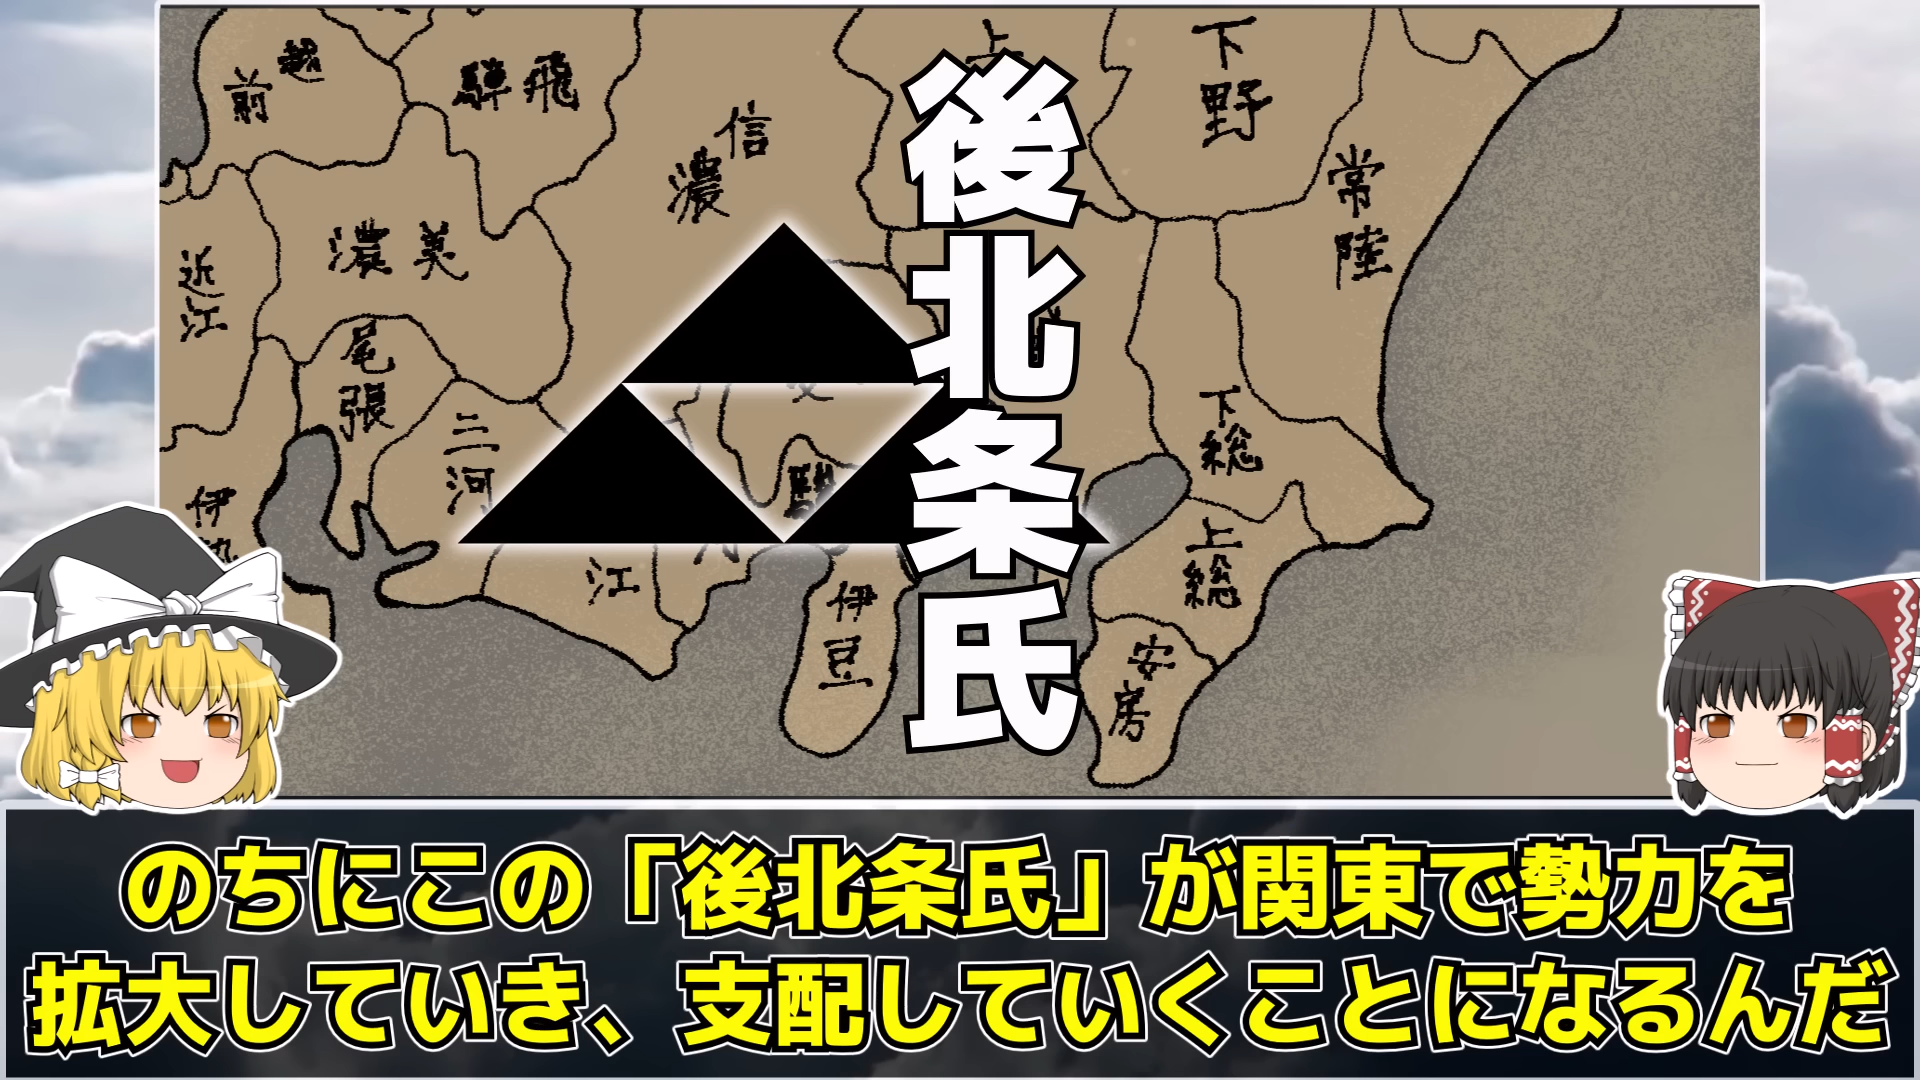 越前
飛騨
信濃
上
下野
常陸
近江
美濃
尾張
三河
伊
江
伊豆
下総
上総
安房
後北条氏
のちにこの「後北条氏」が関東で勢力を
拡大していき、支配していくことになるんだ